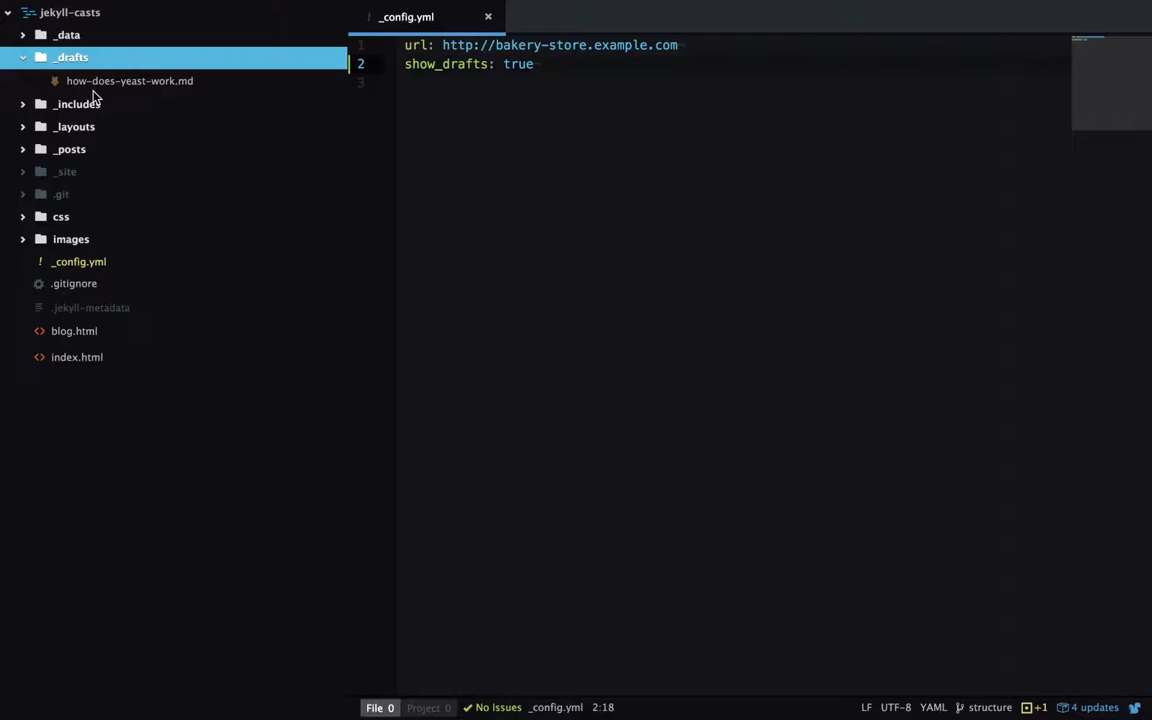 jekyll-casts
_data
_drafts
how-does-yeast-work.md
_includes
_layouts
_posts
_site
.git
css
images
! _config.yml
.gitignore
.jekyll-metadata
<> blog.html
<> index.html
_config.yml ×
1 url: http://bakery-store.example.com¬
2 show_drafts: true¬
3
File 0 Project 0 No Issues _config.yml 2:18 LF UTF-8 YAML structure +1 4 updates